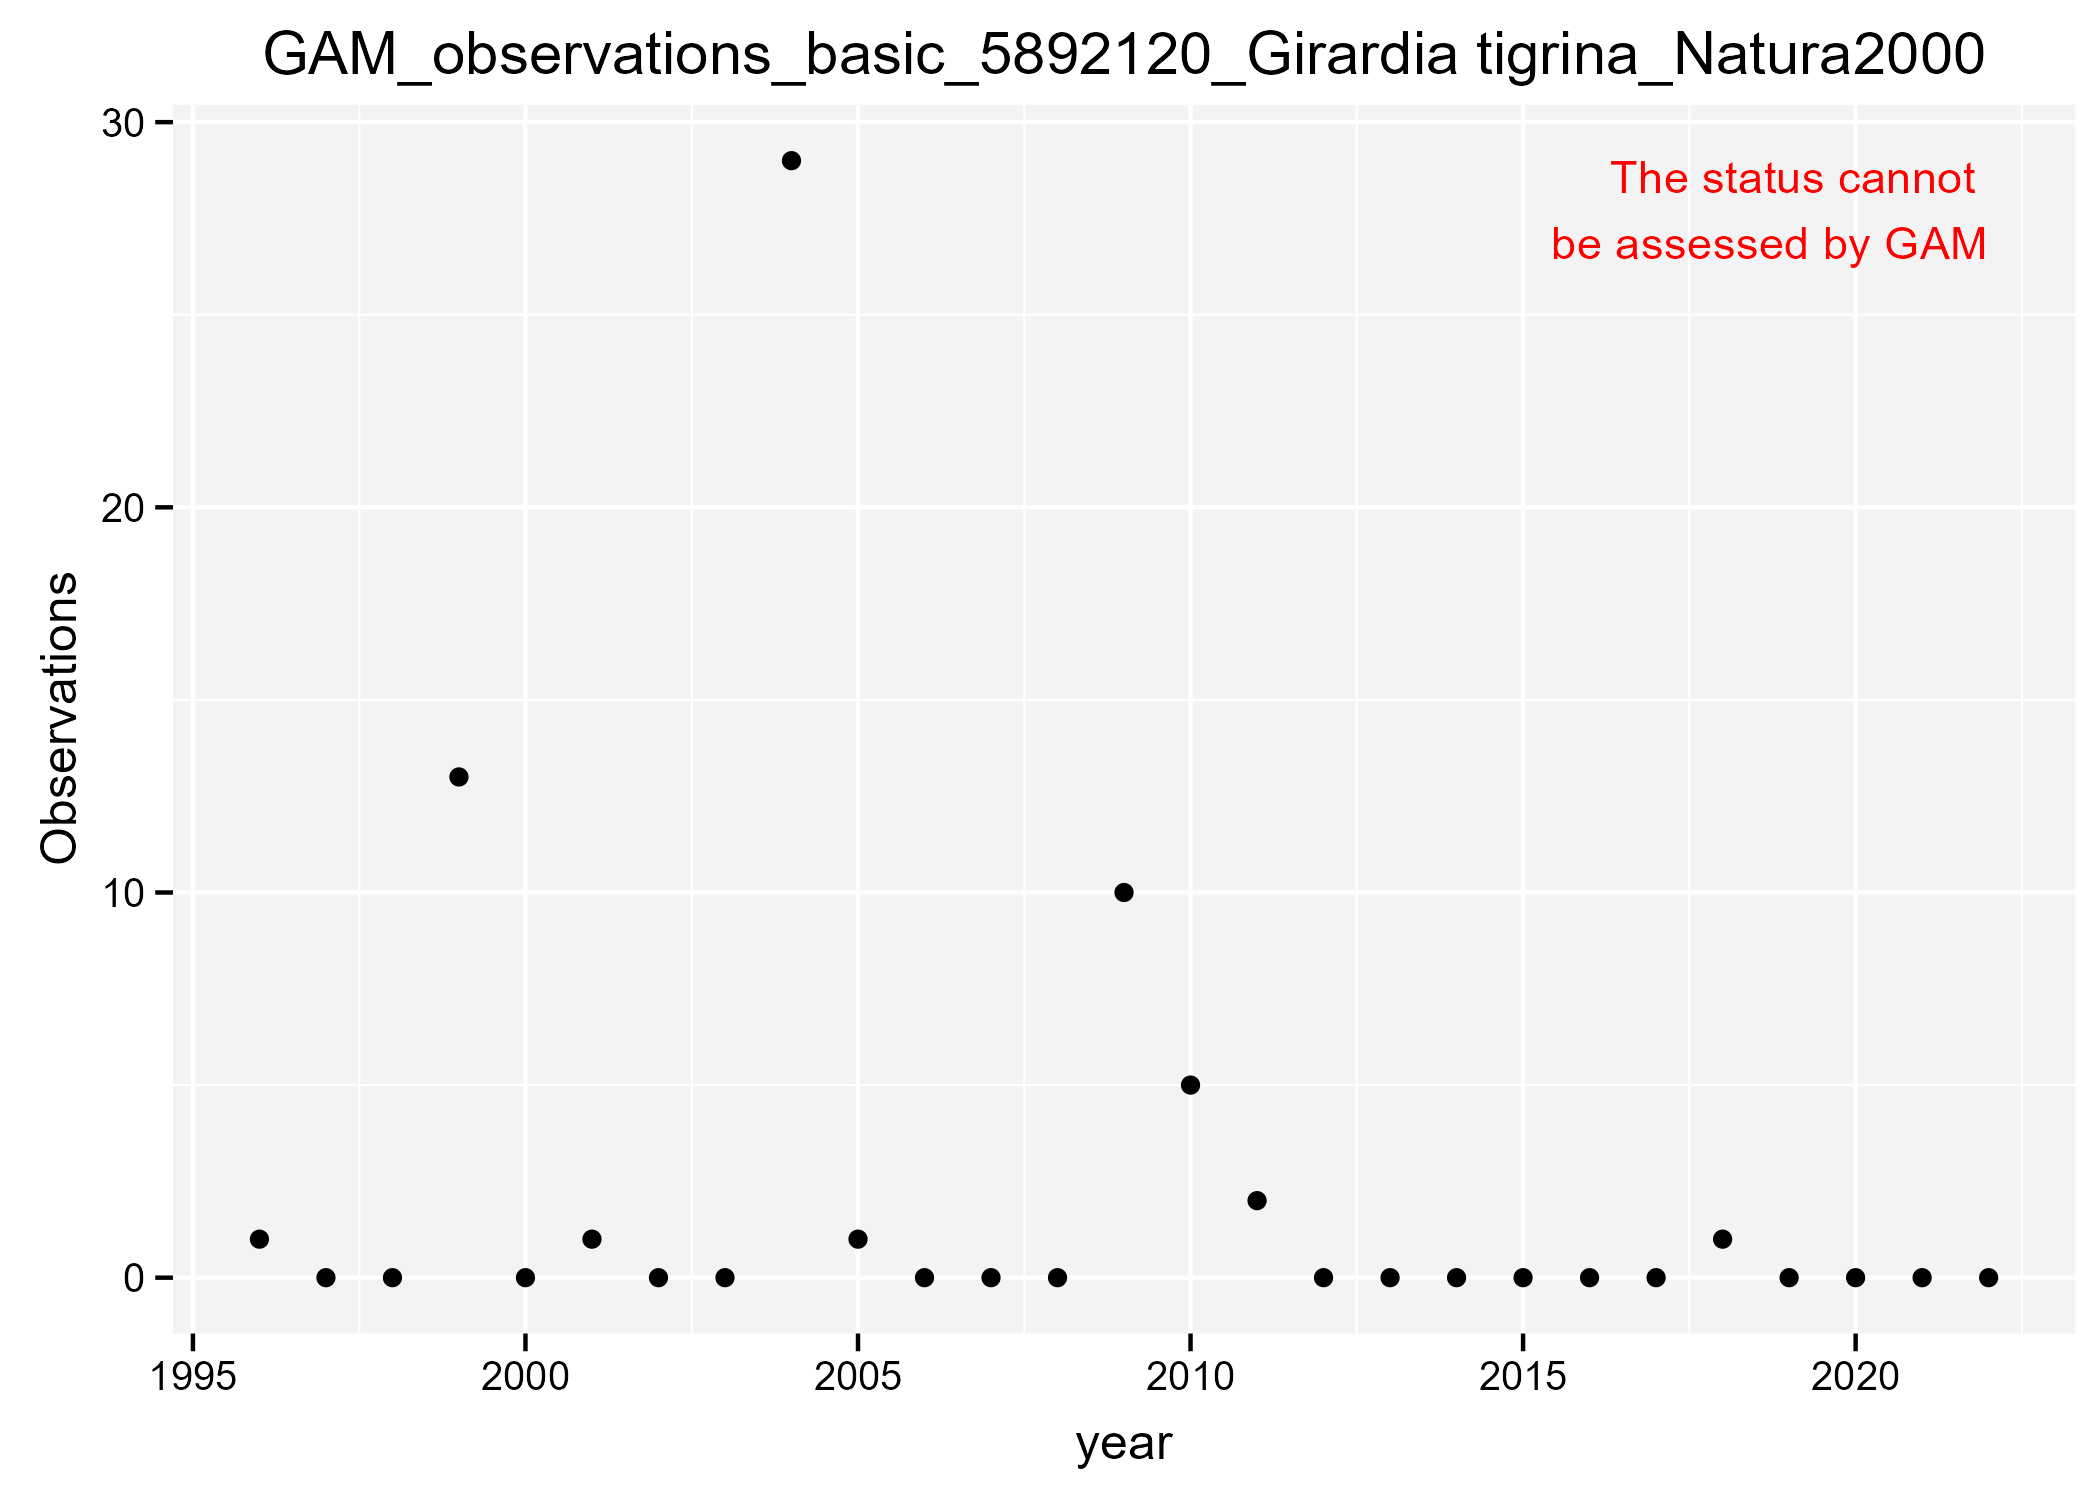 GAM_observations_basic_5892120_Girardia tigrina_Natura2000
30
The status cannot
be assessed by GAM
20
Observations
10
0
1995 2000 2005 2010 2015 2020
year